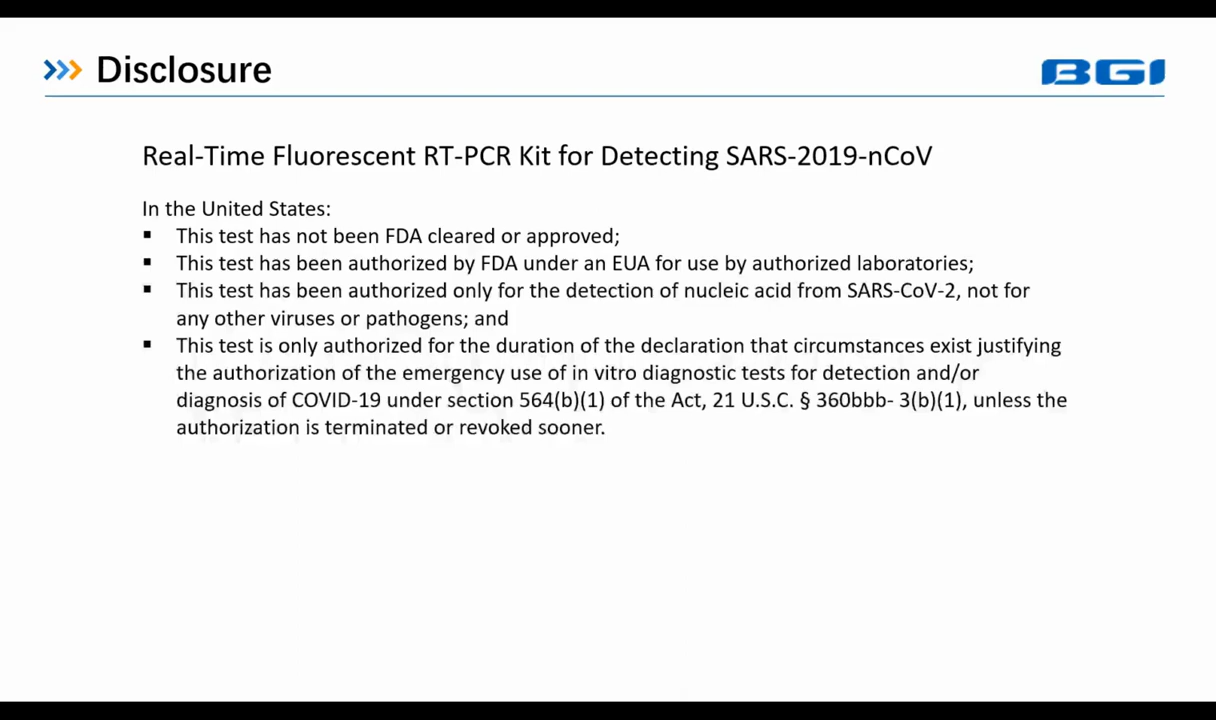 Disclosure
BGI
Real-Time Fluorescent RT-PCR Kit for Detecting SARS-2019-nCoV
In the United States:
▪ This test has not been FDA cleared or approved;
▪ This test has been authorized by FDA under an EUA for use by authorized laboratories;
▪ This test has been authorized only for the detection of nucleic acid from SARS-CoV-2, not for
any other viruses or pathogens; and
▪ This test is only authorized for the duration of the declaration that circumstances exist justifying
the authorization of the emergency use of in vitro diagnostic tests for detection and/or
diagnosis of COVID-19 under section 564(b)(1) of the Act, 21 U.S.C. § 360bbb- 3(b)(1), unless the
authorization is terminated or revoked sooner.